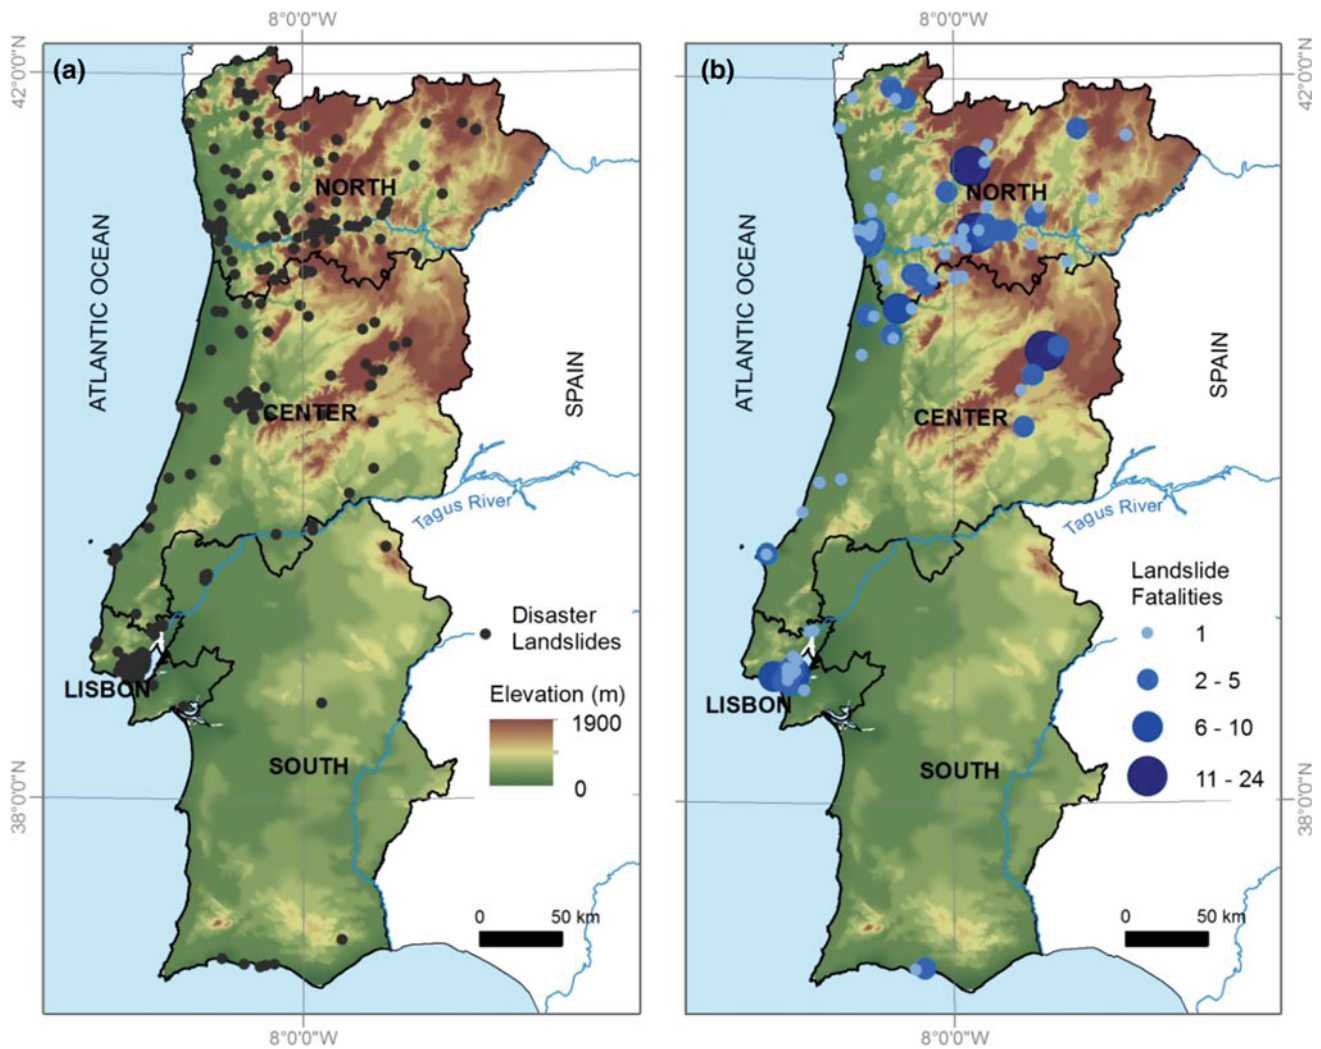 8°0'0"W
8°0'0"W
42°0'0"N
(a)
NORTH
ATLANTIC OCEAN
SPAIN
CENTER
Tagus River
Disaster
Landslides
LISBON
Elevation (m)
1900
0
SOUTH
38°0'0"N
0 50 km
8°0'0"W
(b)
42°0'0"N
NORTH
ATLANTIC OCEAN
SPAIN
CENTER
Tagus River
Landslide
Fatalities
1
2 - 5
6 - 10
11 - 24
LISBON
SOUTH
38°0'0"N
0 50 km
8°0'0"W